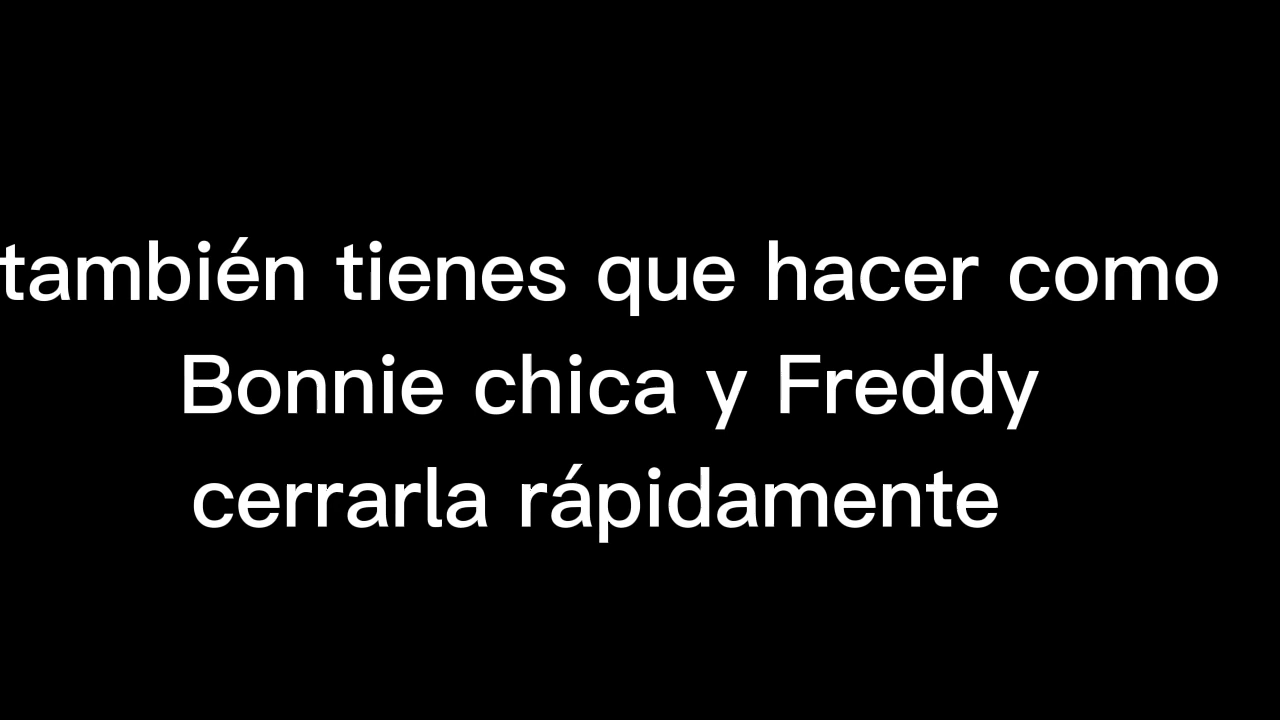 también tienes que hacer como
Bonnie chica y Freddy
cerrarla rápidamente